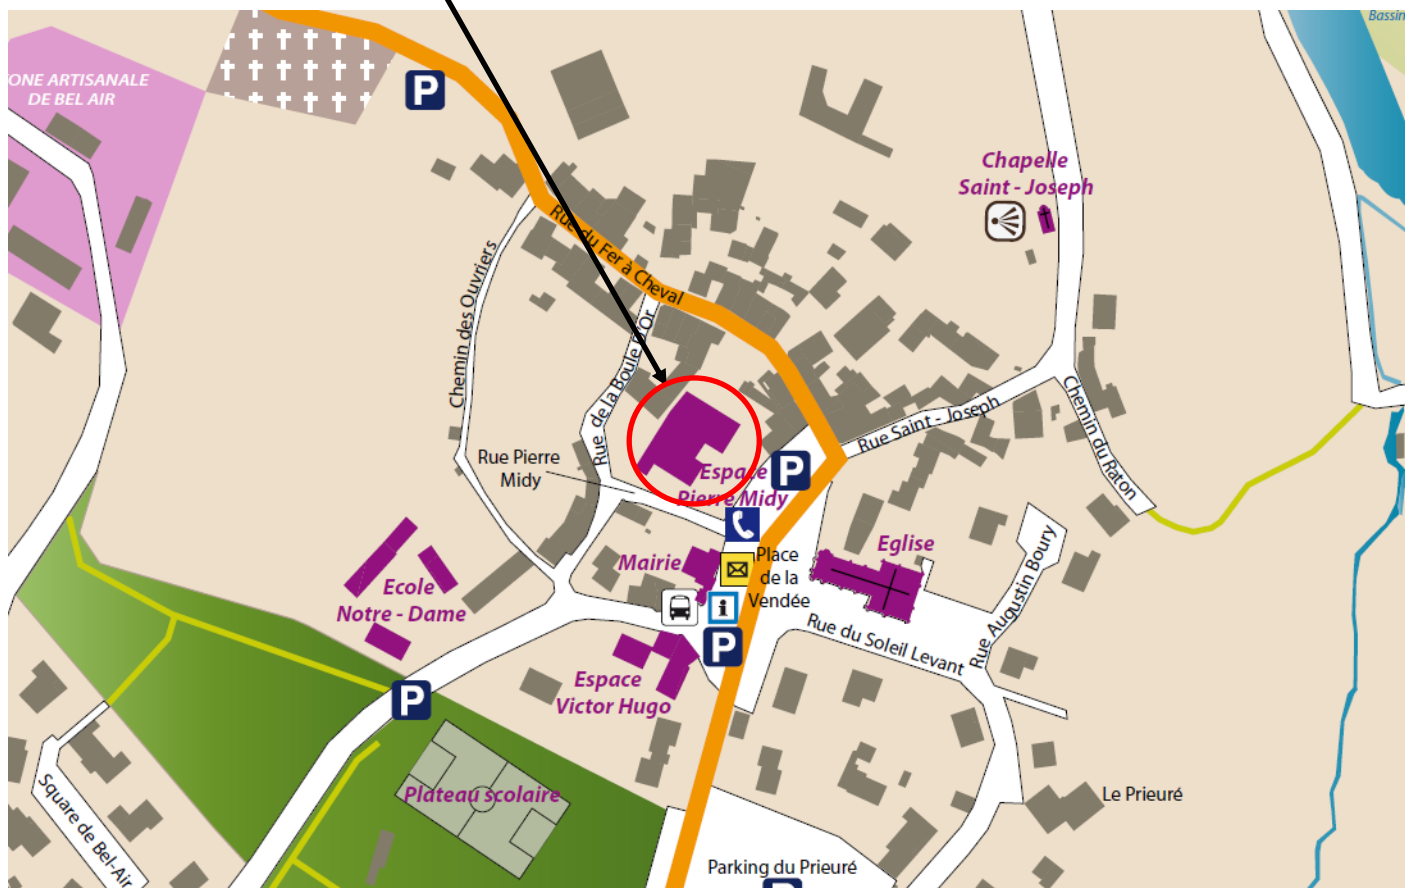 Bassin
ONE ARTISANALE
DE BEL AIR
P
Chapelle
Saint - Joseph
Rue du Fer à Cheval
Chemin des Ouvriers
Rue de la Boule d'Or
Rue Saint - Joseph
Chemin du Raton
Rue Pierre
Midy
Espace
Pierre Midy
P
Eglise
Mairie
Place
de la
Vendée
i
P
Ecole
Notre - Dame
Rue du Soleil Levant
Rue Augustin Boury
Espace
Victor Hugo
P
Plateau scolaire
Square de Bel-Air
Le Prieuré
Parking du Prieuré
P